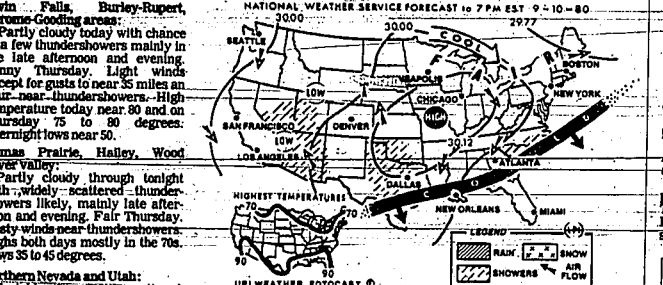 Falls, Burley-Rupert,
Gooding areas:
Partly cloudy today with chance
a few thundershowers mainly in
late afternoon and evening.
Thursday. Light winds
for gusts to near 35 miles an
near thundershowers. High
temperature today near 80 and on
75 to 80 degrees.
lows near 50.
Prairie, Hailey, Wood
Valley:
Partly cloudy through tonight
widely scattered thunder-
likely, mainly late after-
and evening. Fair Thursday.
winds near thundershowers.
both days mostly in the 70s.
35 to 45 degrees.
Northern Nevada and Utah:
NATIONAL WEATHER SERVICE FORECAST to 7 PM EST 9-10-80
30.00
30.00
29.77
SEATTLE
COOL
FAIR
BOSTON
NEW YORK
LOW
CHICAGO
HIGH
SAN FRANCISCO
DENVER
30.12
LOW
LOS ANGELES
ATLANTA
DALLAS
COLD
NEW ORLEANS
MIAMI
HIGHEST TEMPERATURES
70
70
90
90
UPI WEATHER FOTOCAST ©
LEGEND
RAIN
SNOW
SHOWERS
AIR FLOW